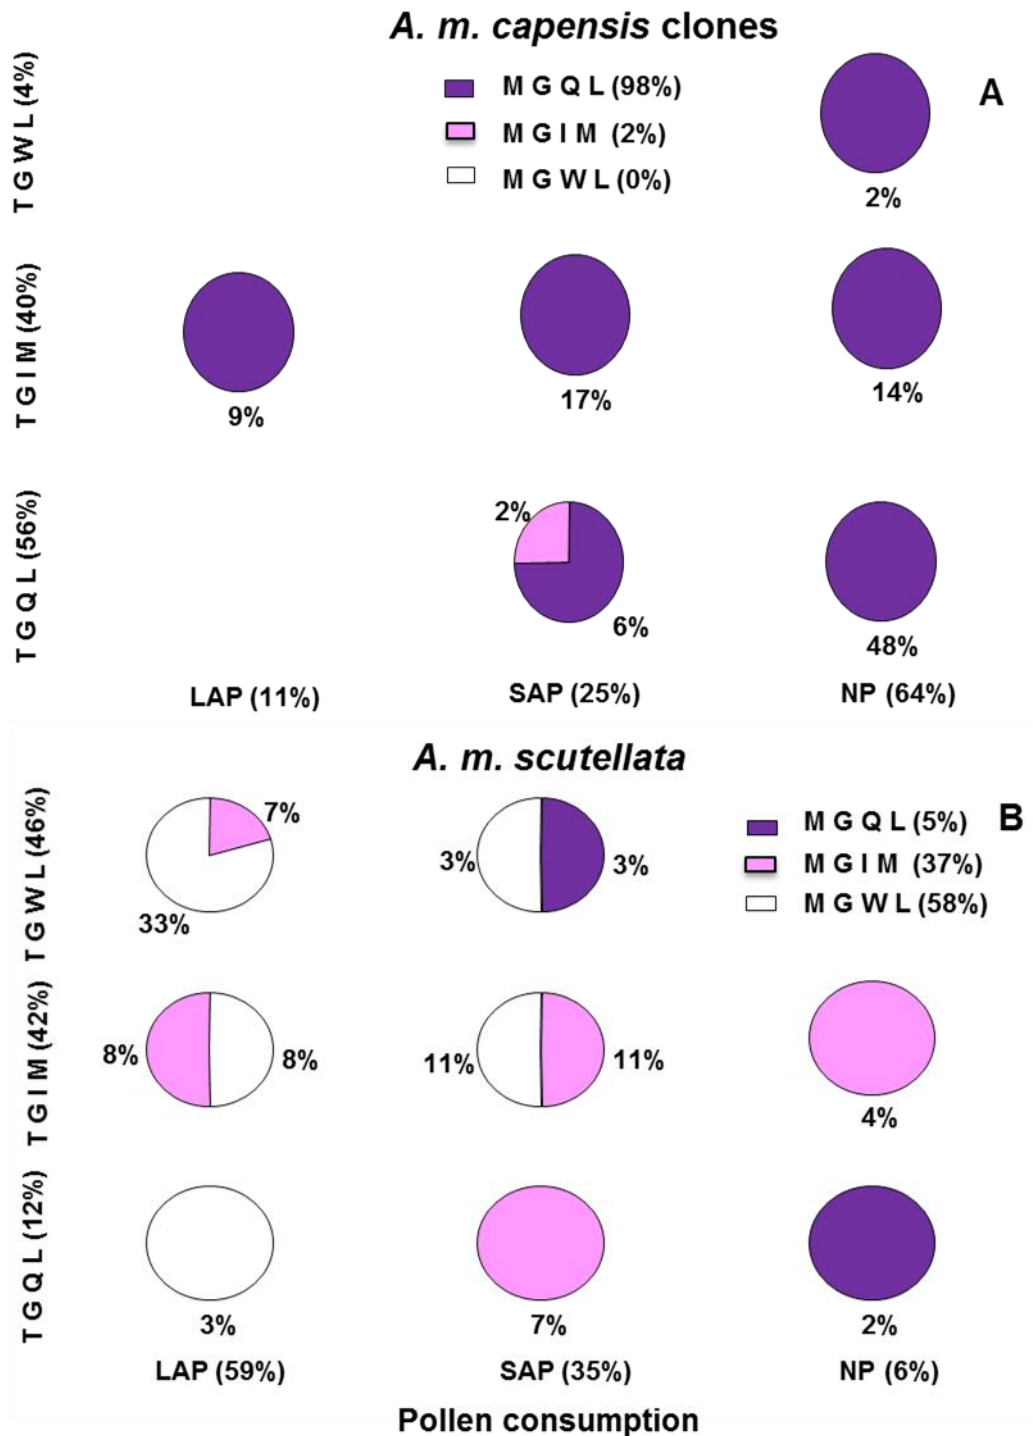 A. m. capensis clones
A
M G Q L (98%)
M G I M (2%)
M G W L (0%)
T G W L (4%)
2%
T G I M (40%)
9%
17%
14%
T G Q L (56%)
2%
6%
48%
LAP (11%)
SAP (25%)
NP (64%)
A. m. scutellata
B
M G Q L (5%)
M G I M (37%)
M G W L (58%)
T G W L (46%)
7%
33%
3%
3%
T G I M (42%)
8%
8%
11%
11%
4%
T G Q L (12%)
3%
7%
2%
LAP (59%)
SAP (35%)
NP (6%)
Pollen consumption